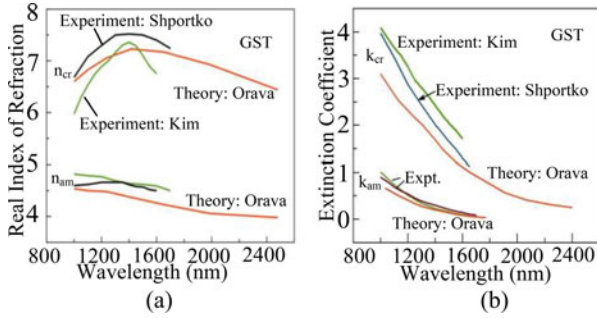 8
7
6
5
4
Real Index of Refraction
Experiment: Shportko
GST
n_cr
Theory: Orava
Experiment: Kim
n_am
Theory: Orava
800 1200 1600 2000 2400
Wavelength (nm)
(a)
5
4
3
2
1
0
Extinction Coefficient
k_cr
Experiment: Kim
GST
Experiment: Shportko
Theory: Orava
k_am
Expt.
Theory: Orava
800 1200 1600 2000 2400
Wavelength (nm)
(b)